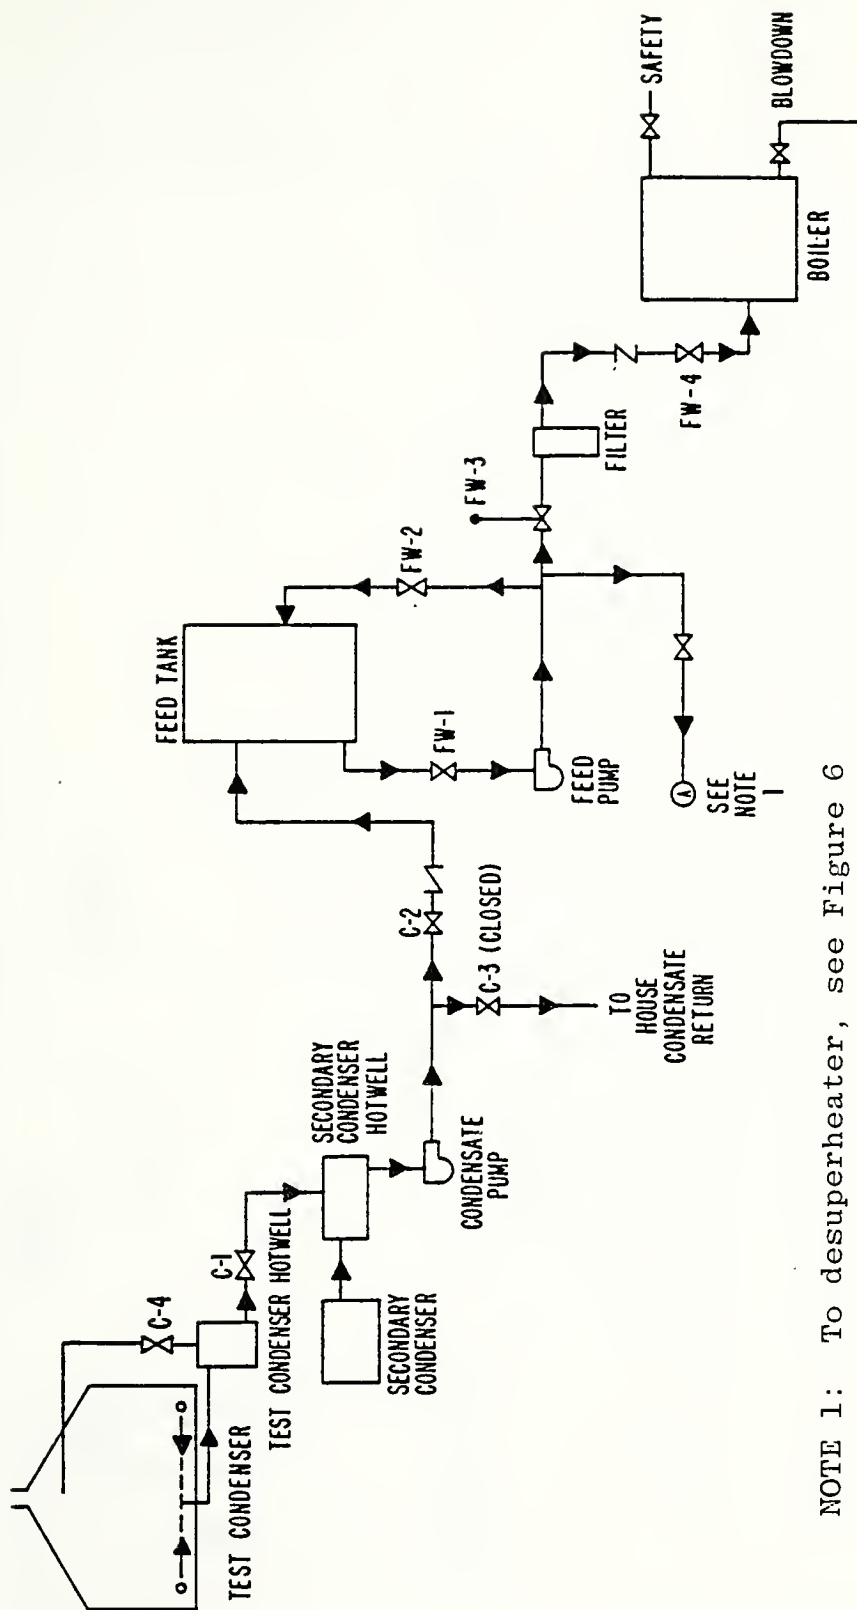 TEST CONDENSER
C-4
TEST CONDENSER HOTWELL
C-1
SECONDARY
CONDENSER
SECONDARY
CONDENSER
HOTWELL
CONDENSATE
PUMP
C-2
C-3 (CLOSED)
TO
HOUSE
CONDENSATE
RETURN
FEED TANK
FW-1
FEED
PUMP
FW-2
FW-3
A
SEE
NOTE
1
FILTER
FW-4
BOILER
SAFETY
BLOWDOWN
NOTE 1: To desuperheater, see Figure 6